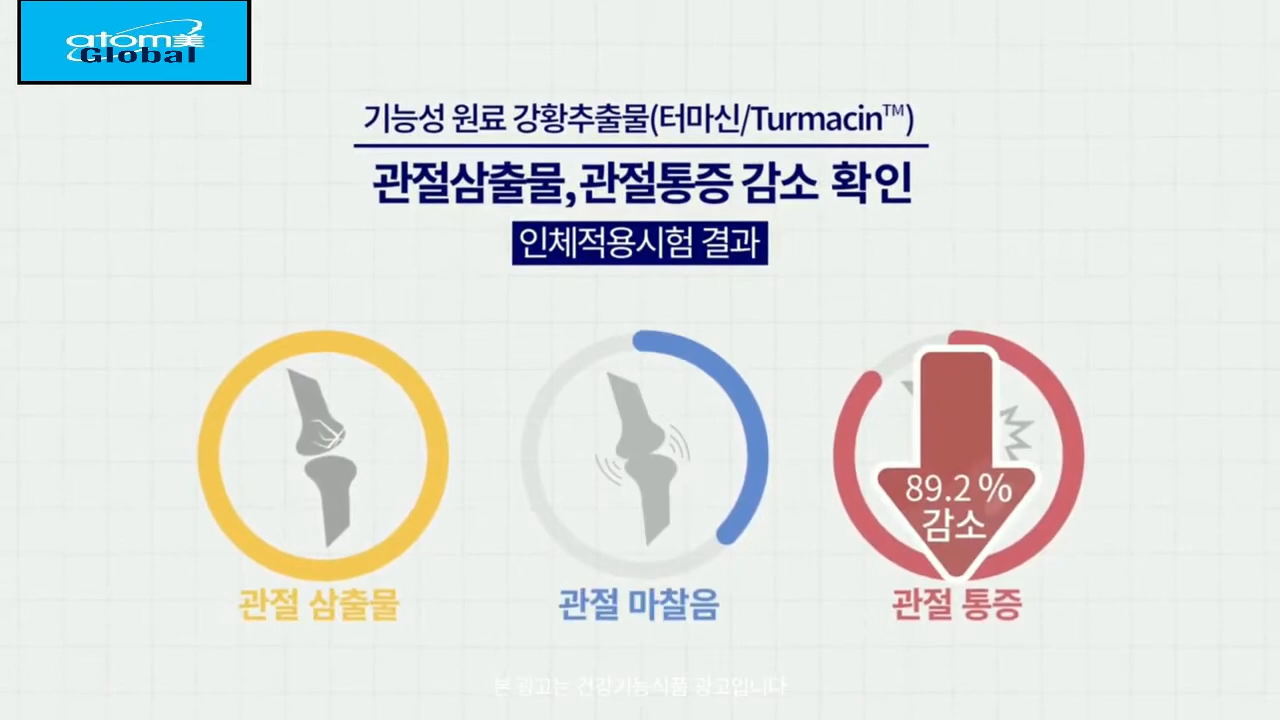 atom美
Global
기능성 원료 강황추출물(터마신/Turmacin™)
관절삼출물,관절통증 감소 확인
인체적용시험 결과
89.2 %
감소
관절 삼출물
관절 마찰음
관절 통증
본 광고는 건강기능식품 광고입니다